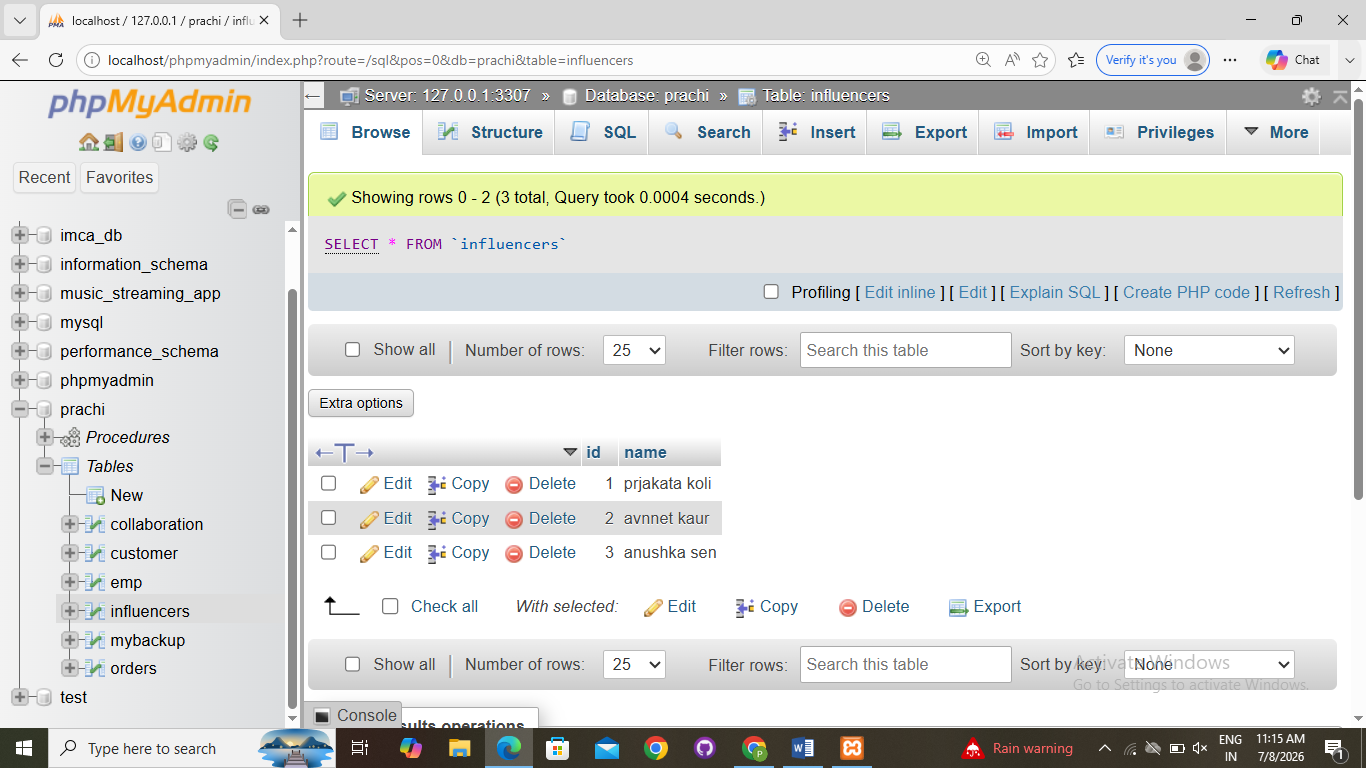 localhost / 127.0.0.1 / prachi / influ
localhost/phpmyadmin/index.php?route=/sql&pos=0&db=prachi&table=influencers
Verify it's you
Chat
phpMyAdmin
Recent Favorites
imca_db
information_schema
music_streaming_app
mysql
performance_schema
phpmyadmin
prachi
Procedures
Tables
New
collaboration
customer
emp
influencers
mybackup
orders
test
Server: 127.0.0.1:3307 » Database: prachi » Table: influencers
Browse Structure SQL Search Insert Export Import Privileges More
Showing rows 0 - 2 (3 total, Query took 0.0004 seconds.)
SELECT * FROM `influencers`
Profiling [ Edit inline ] [ Edit ] [ Explain SQL ] [ Create PHP code ] [ Refresh ]
Show all Number of rows: 25 Filter rows: Search this table Sort by key: None
Extra options
←T→ id name
Edit Copy Delete 1 prjakata koli
Edit Copy Delete 2 avnnet kaur
Edit Copy Delete 3 anushka sen
Check all With selected: Edit Copy Delete Export
Show all Number of rows: 25 Filter rows: Search this table Sort by key: None
Activate Windows
Go to Settings to activate Windows.
Console
operations
Type here to search
Rain warning
ENG
IN
11:15 AM
7/8/2026
1